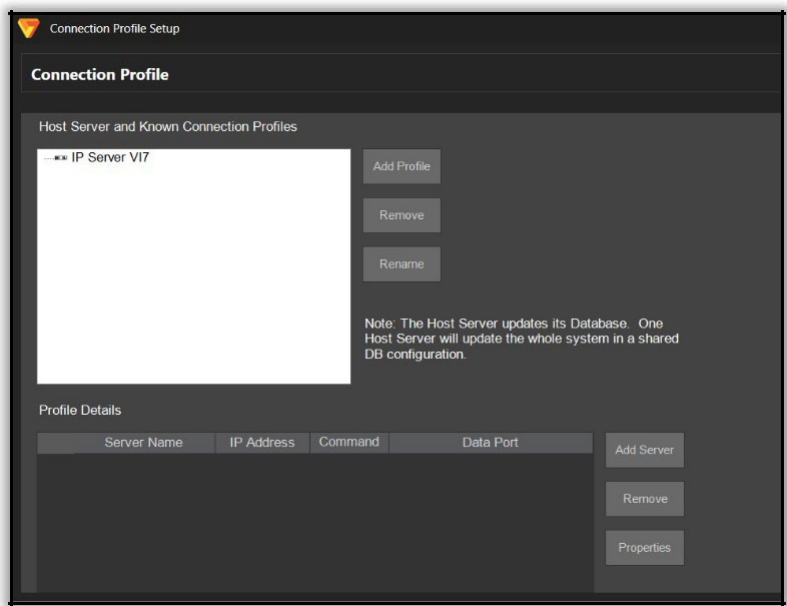 Connection Profile Setup
Connection Profile
Host Server and Known Connection Profiles
IP Server VI7
Add Profile
Remove
Rename
Note: The Host Server updates its Database. One
Host Server will update the whole system in a shared
DB configuration.
Profile Details
Server Name IP Address Command Data Port
Add Server
Remove
Properties